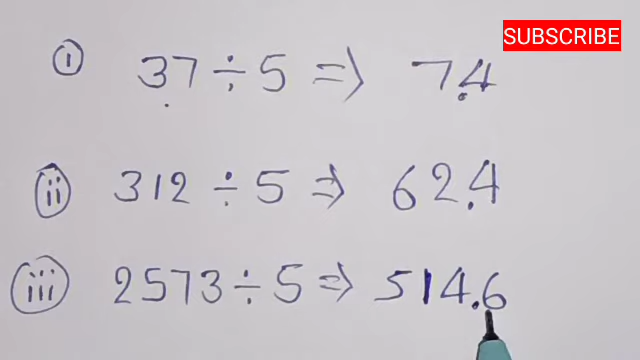 SUBSCRIBE
(i) 37 ÷ 5 ⇒ 7.4
(ii) 312 ÷ 5 ⇒ 62.4
(iii) 2573 ÷ 5 ⇒ 514.6